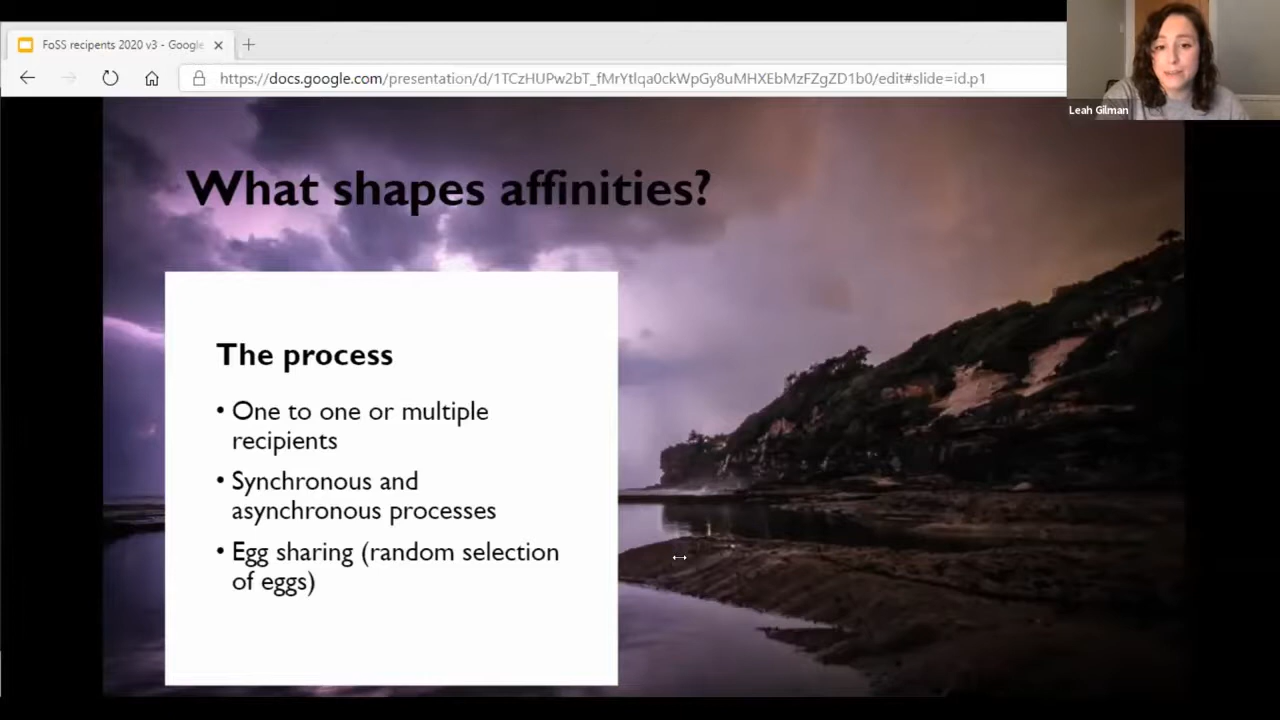 FoSS recipents 2020 v3 - Google
https://docs.google.com/presentation/d/1TCzHUPw2bT_fMrYtlqa0ckWpGy8uMHXEbMzFZgZD1b0/edit#slide=id.p1
Leah Gilman
What shapes affinities?
The process
• One to one or multiple
recipients
• Synchronous and
asynchronous processes
• Egg sharing (random selection
of eggs)